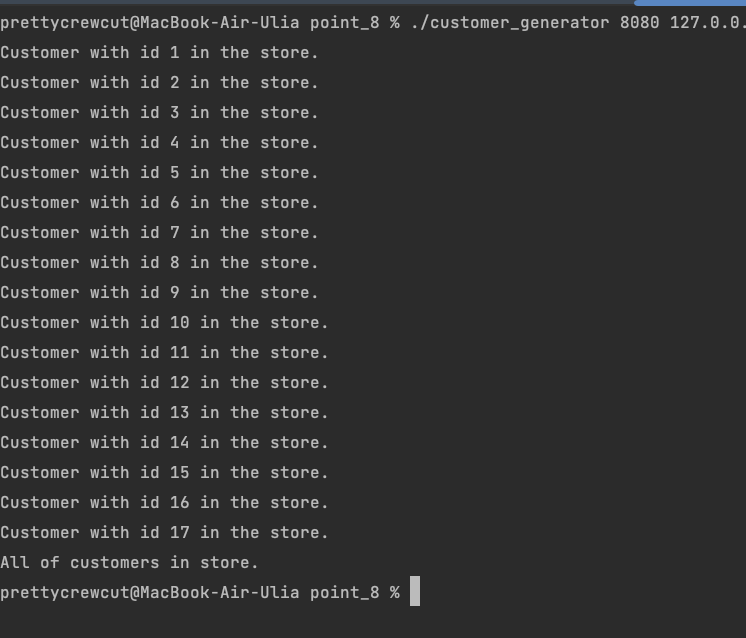 prettycrewcut@MacBook-Air-Ulia point_8 % ./customer_generator 8080 127.0.0.
Customer with id 1 in the store.
Customer with id 2 in the store.
Customer with id 3 in the store.
Customer with id 4 in the store.
Customer with id 5 in the store.
Customer with id 6 in the store.
Customer with id 7 in the store.
Customer with id 8 in the store.
Customer with id 9 in the store.
Customer with id 10 in the store.
Customer with id 11 in the store.
Customer with id 12 in the store.
Customer with id 13 in the store.
Customer with id 14 in the store.
Customer with id 15 in the store.
Customer with id 16 in the store.
Customer with id 17 in the store.
All of customers in store.
prettycrewcut@MacBook-Air-Ulia point_8 %